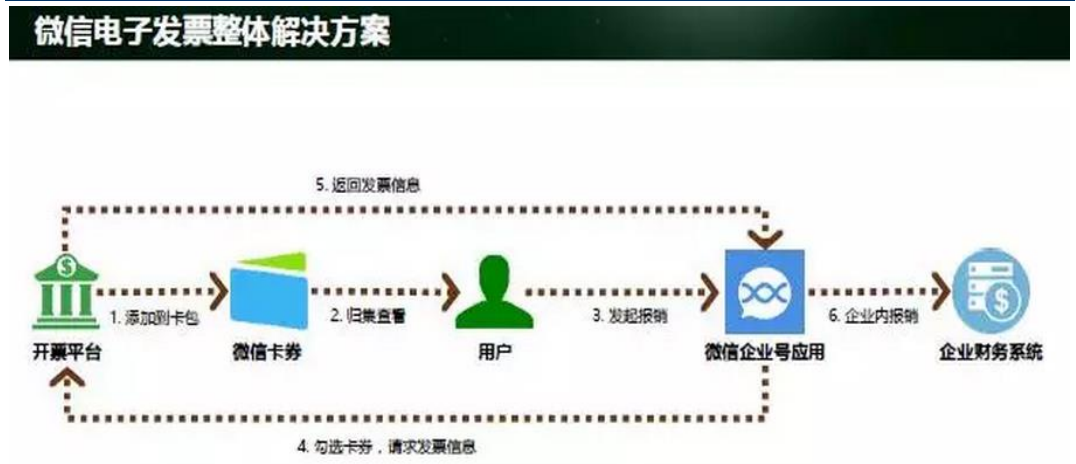 微信电子发票整体解决方案
5. 返回发票信息
1. 添加到卡包
2. 归集查看
3. 发起报销
6. 企业内报销
开票平台
微信卡券
用户
微信企业号应用
企业财务系统
4. 勾选卡券，请求发票信息